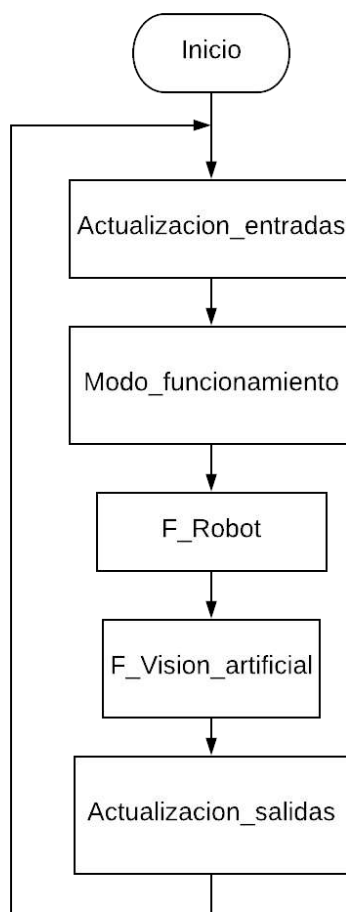 Inicio
Actualizacion_entradas
Modo_funcionamiento
F_Robot
F_Vision_artificial
Actualizacion_salidas